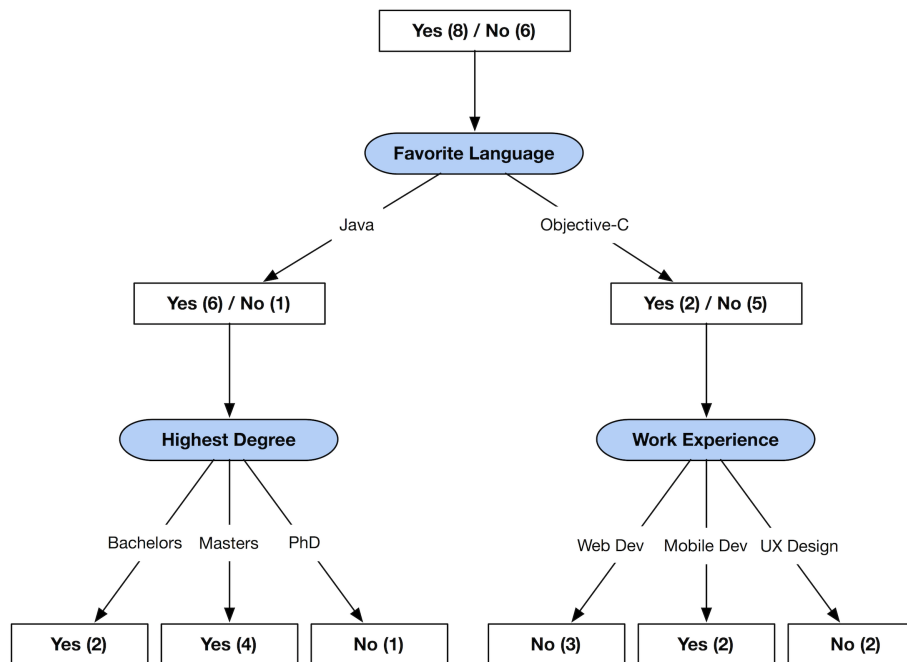 Yes (8) / No (6)
Favorite Language
Java
Objective-C
Yes (6) / No (1)
Yes (2) / No (5)
Highest Degree
Work Experience
Bachelors
Masters
PhD
Web Dev
Mobile Dev
UX Design
Yes (2)
Yes (4)
No (1)
No (3)
Yes (2)
No (2)